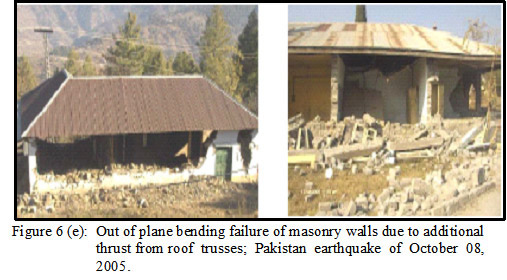 Figure 6 (e): Out of plane bending failure of masonry walls due to additional
thrust from roof trusses; Pakistan earthquake of October 08,
2005.